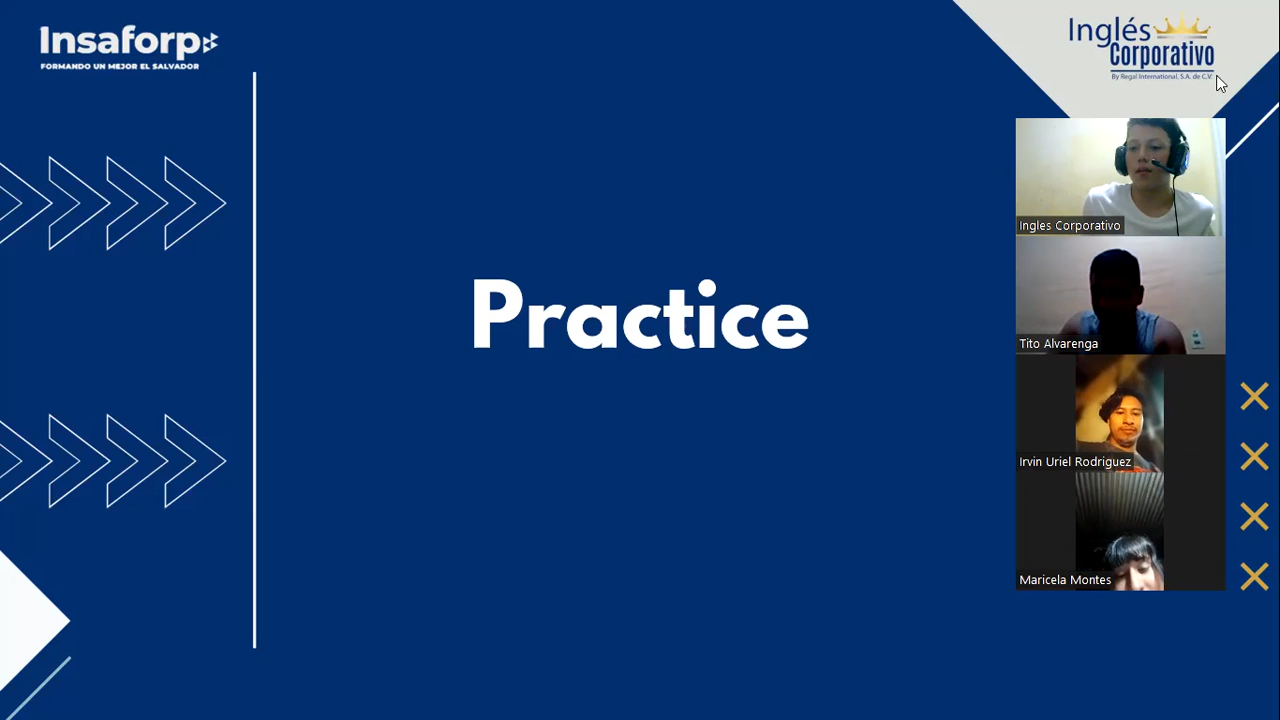 Insaforp
FORMANDO UN MEJOR EL SALVADOR
Inglés
Corporativo
By Regal International, S.A. de C.V.
Practice
Ingles Corporativo
Tito Alvarenga
Irvin Uriel Rodriguez
Maricela Montes